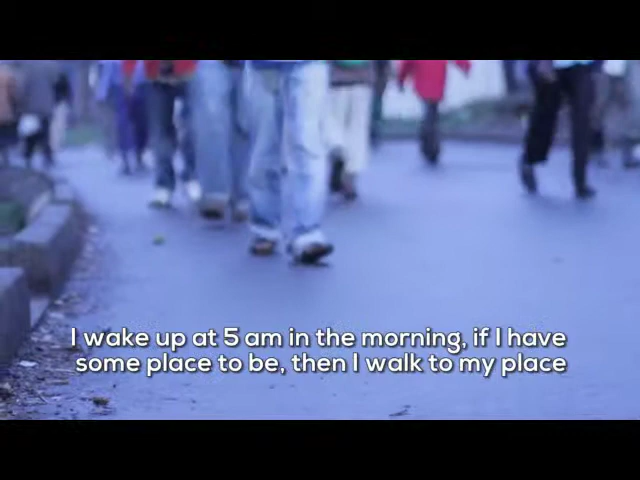 I wake up at 5 am in the morning, if I have
some place to be, then I walk to my place